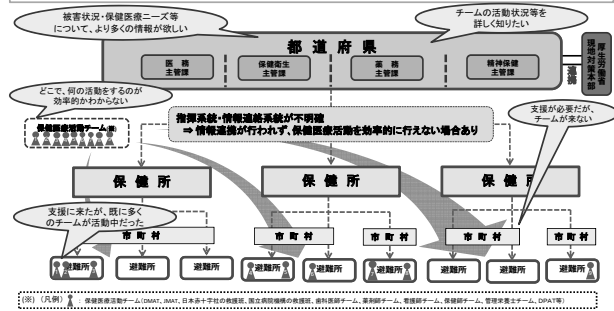 被害状況・保健医療ニーズ等
について、より多くの情報が欲しい
チームの活動状況等を
詳しく知りたい
都道府県
医務
主管課
保健衛生
主管課
薬務
主管課
精神保健
主管課
連携
厚生労働省
現地対策本部
どこで、何の活動をするのが
効率的かわからない
保健医療活動チーム(※)
指揮系統・情報連絡系統が不明確
⇒ 情報連携が行われず、保健医療活動を効率的に行えない場合あり
支援が必要だが、
チームが来ない
保健所
保健所
保健所
支援に来たが、既に多く
のチームが活動中だった
市町村
市町村
市町村
市町村
市町村
避難所
避難所
避難所
避難所
避難所
避難所
避難所
避難所
避難所
(※) (凡例) : 保健医療活動チーム(DMAT、JMAT、日本赤十字社の救護班、国立病院機構の救護班、歯科医師チーム、薬剤師チーム、看護師チーム、保健師チーム、管理栄養士チーム、DPAT等)